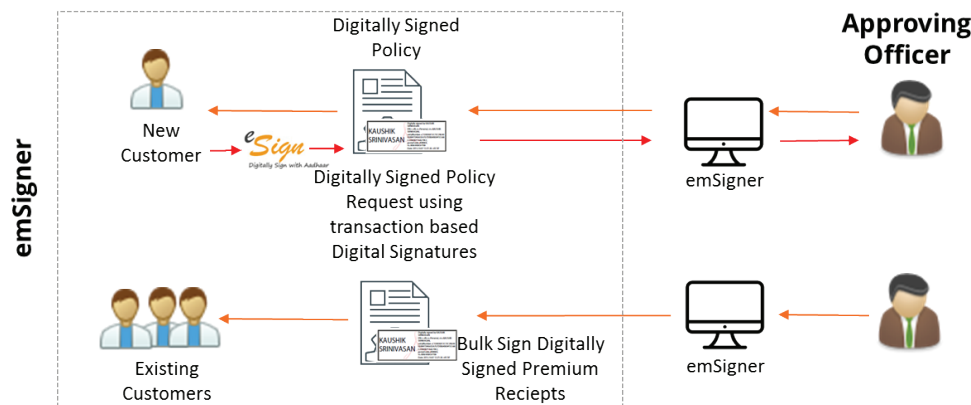 Digitally Signed
Policy
Approving
Officer
emSigner
New
Customer
eSign
Digitally Sign with Aadhaar
KAUSHIK
SRINIVASAN
emSigner
Digitally Signed Policy
Request using
transaction based
Digital Signatures
KAUSHIK
SRINIVASAN
Bulk Sign Digitally
Signed Premium
Reciepts
emSigner
Existing
Customers